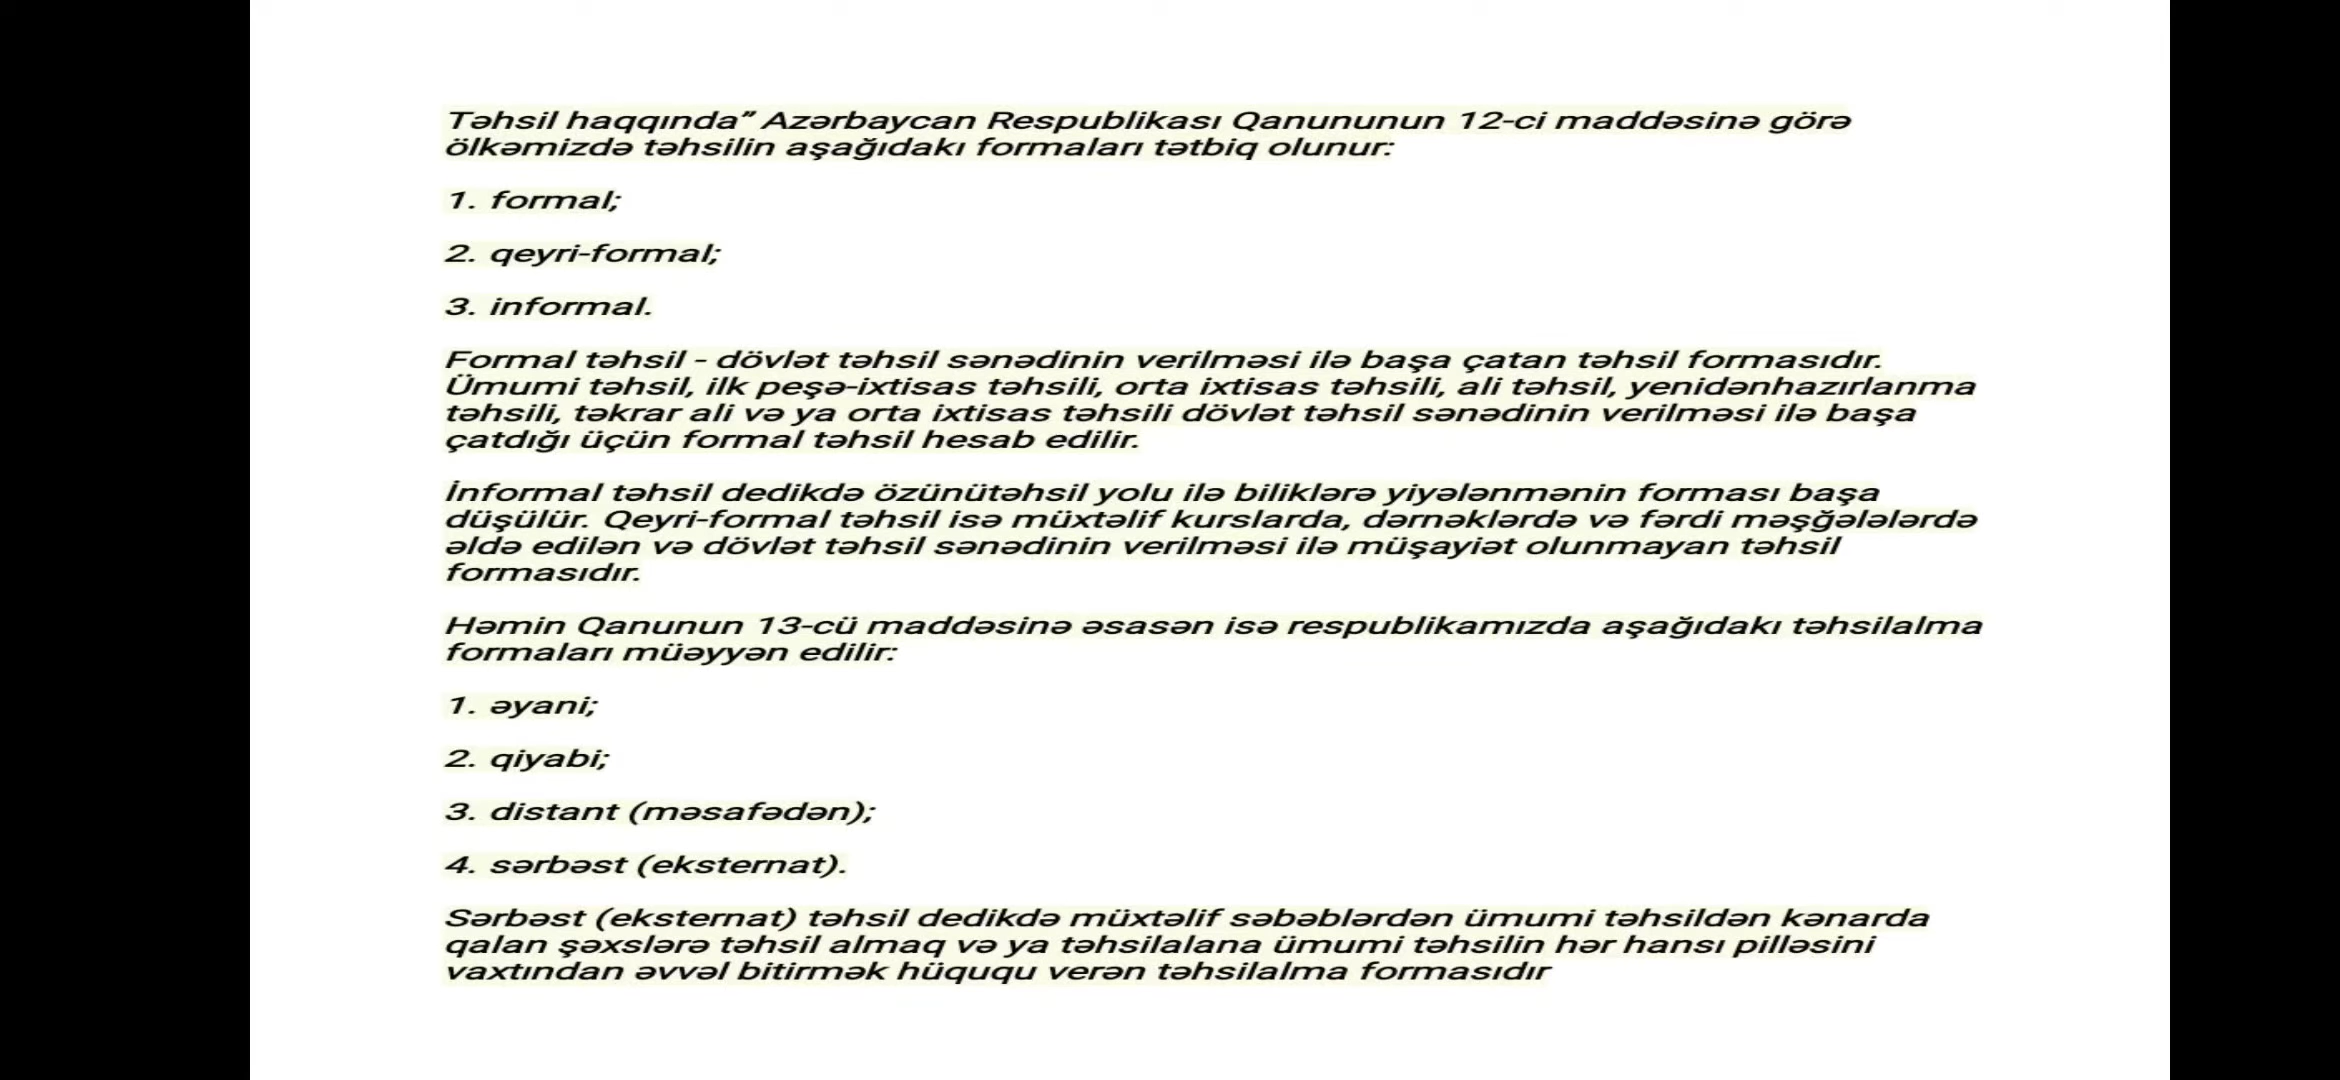 Təhsil haqqında” Azərbaycan Respublikası Qanununun 12-ci maddəsinə görə
ölkəmizdə təhsilin aşağıdakı formaları tətbiq olunur:
1. formal;
2. qeyri-formal;
3. informal.
Formal təhsil - dövlət təhsil sənədinin verilməsi ilə başa çatan təhsil formasıdır.
Ümumi təhsil, ilk peşə-ixtisas təhsili, orta ixtisas təhsili, ali təhsil, yenidənhazırlanma
təhsili, təkrar ali və ya orta ixtisas təhsili dövlət təhsil sənədinin verilməsi ilə başa
çatdığı üçün formal təhsil hesab edilir.
İnformal təhsil dedikdə özünütəhsil yolu ilə biliklərə yiyələnmənin forması başa
düşülür. Qeyri-formal təhsil isə müxtəlif kurslarda, dərnəklərdə və fərdi məşğələlərdə
əldə edilən və dövlət təhsil sənədinin verilməsi ilə müşayiət olunmayan təhsil
formasıdır.
Həmin Qanunun 13-cü maddəsinə əsasən isə respublikamızda aşağıdakı təhsilalma
formaları müəyyən edilir:
1. əyani;
2. qiyabi;
3. distant (məsafədən);
4. sərbəst (eksternat).
Sərbəst (eksternat) təhsil dedikdə müxtəlif səbəblərdən ümumi təhsildən kənarda
qalan şəxslərə təhsil almaq və ya təhsilalana ümumi təhsilin hər hansı pilləsini
vaxtından əvvəl bitirmək hüququ verən təhsilalma formasıdır